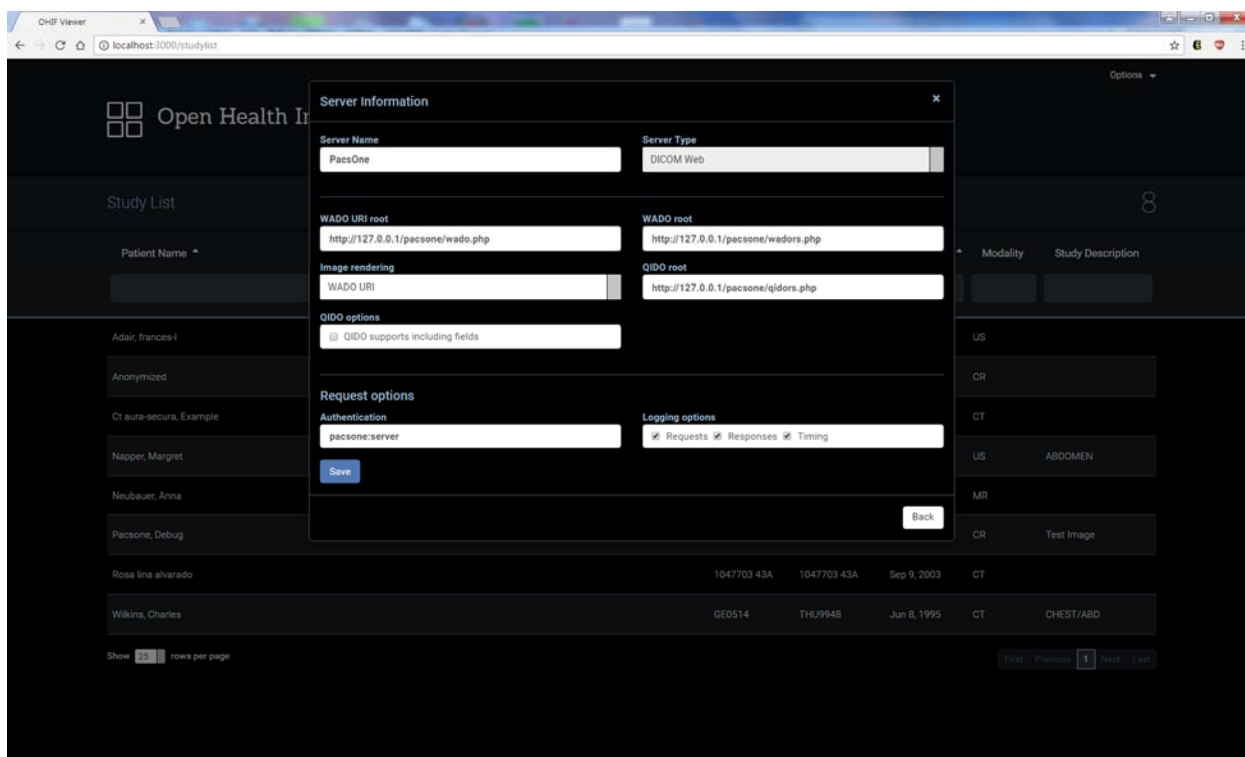 OHIF Viewer
localhost:3000/studylist
Options
Open Health Ir
Server Information
Server Name
Server Type
PacsOne
DICOM Web
Study List
8
WADO URI root
WADO root
http://127.0.0.1/pacsone/wado.php
http://127.0.0.1/pacsone/wadors.php
Patient Name
Modality
Study Description
Image rendering
QIDO root
WADO URI
http://127.0.0.1/pacsone/qidors.php
QIDO options
QIDO supports including fields
Adair, frances-l
US
Anonymized
CR
Request options
Authentication
Logging options
Ct aura-secura, Example
CT
pacsone:server
Requests Responses Timing
Napper, Margret
US
ABDOMEN
Save
Neubauer, Anna
MR
Back
Pacsone, Debug
CR
Test Image
Rosa lina alvarado
1047703 43A
1047703 43A
Sep 9, 2003
CT
Wilkins, Charles
GE0514
THU9948
Jun 8, 1995
CT
CHEST/ABD
Show 25 rows per page
First Previous 1 Next Last